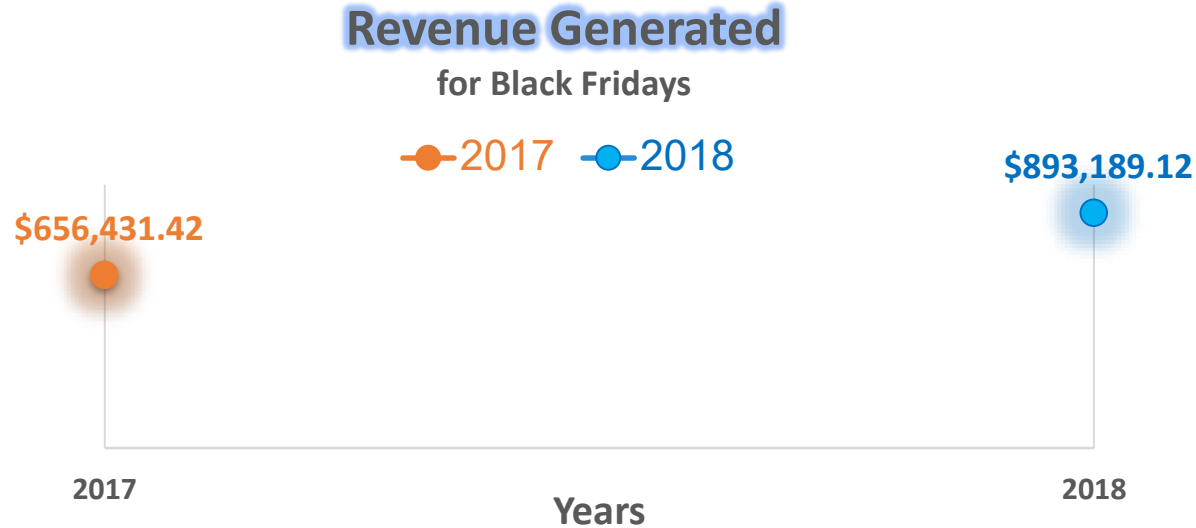 Revenue Generated
for Black Fridays
2017 2018
$893,189.12
$656,431.42
2017 2018
Years